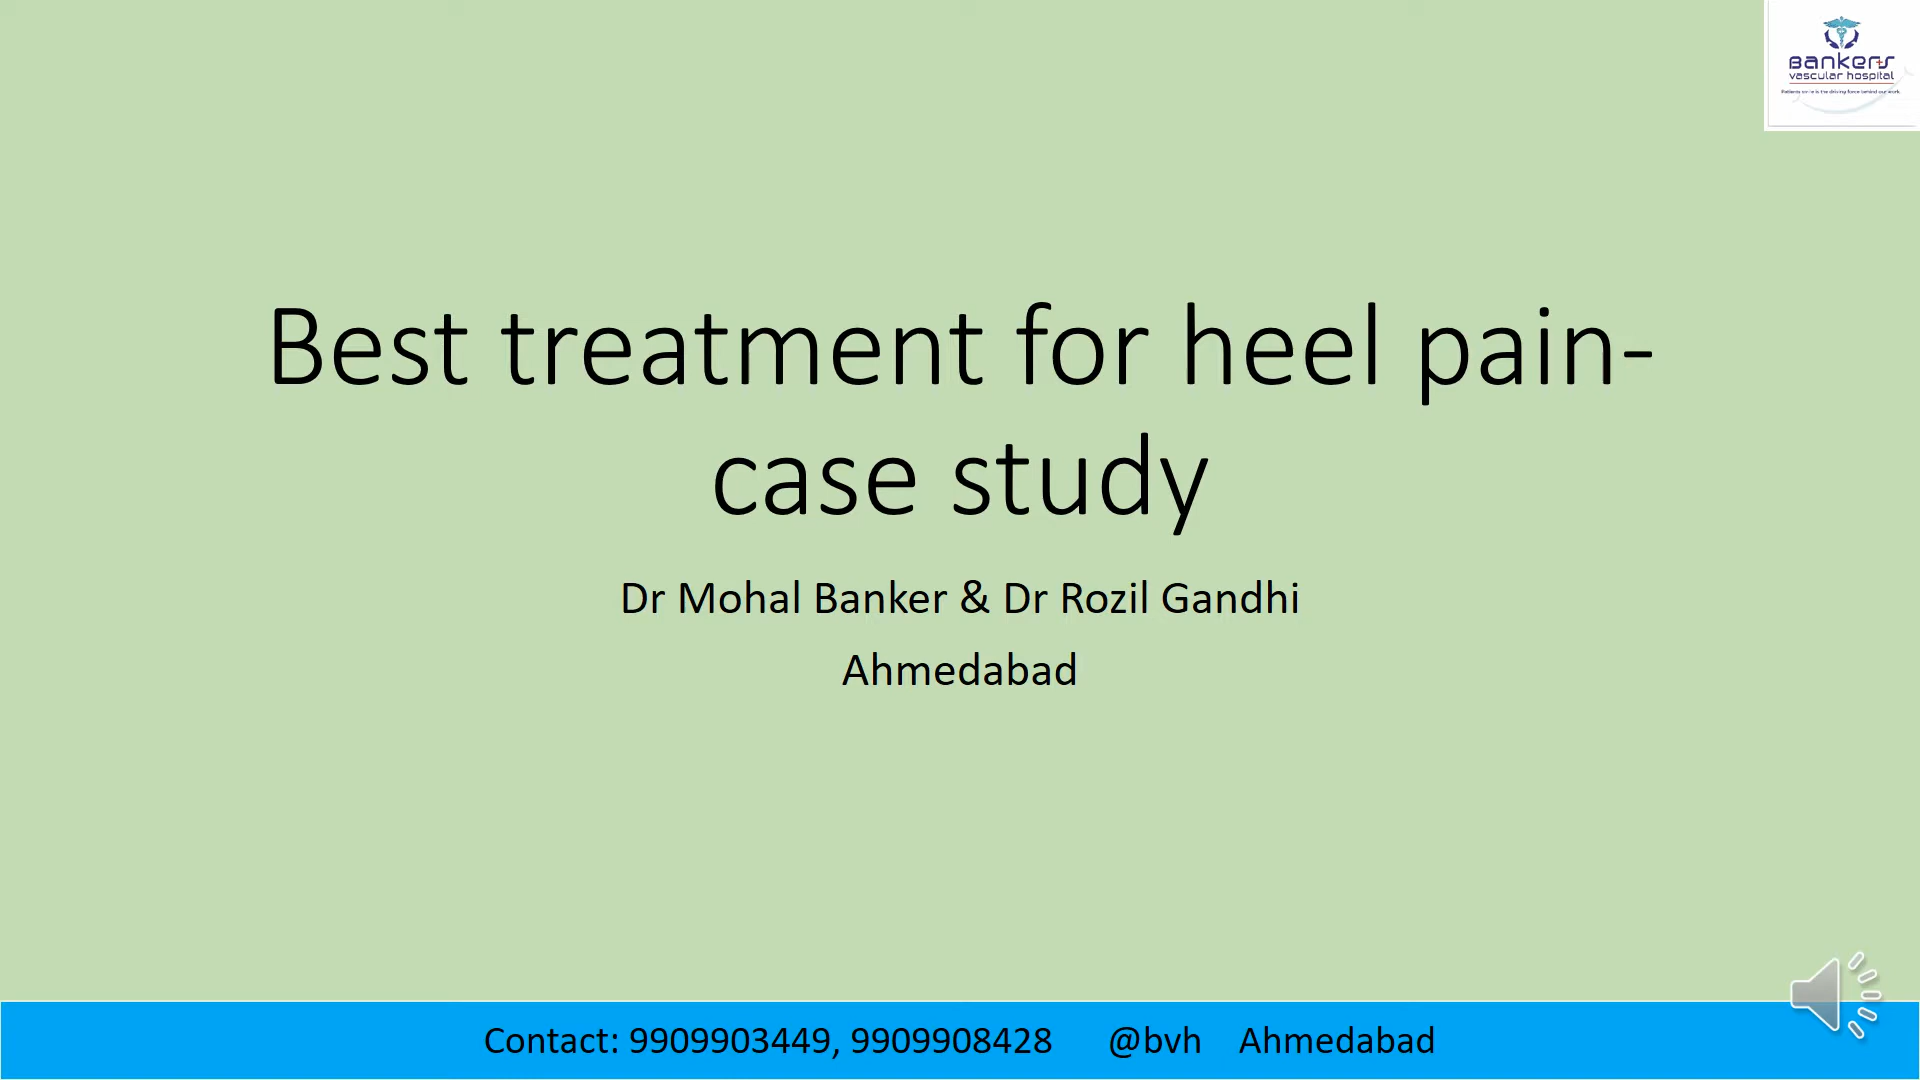 Bankers
vascular hospital
Best treatment for heel pain-
case study
Dr Mohal Banker & Dr Rozil Gandhi
Ahmedabad
Contact: 9909903449, 9909908428 @bvh Ahmedabad